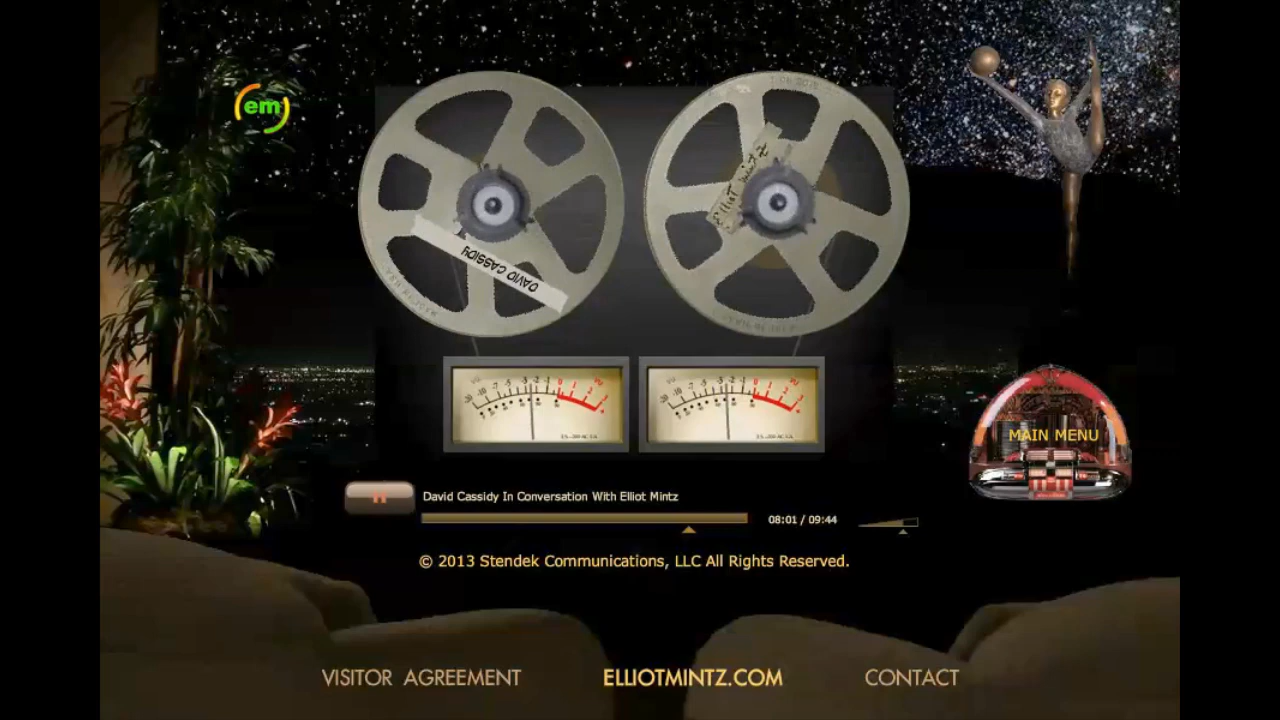 em
DAVID CASSIDY
Elliot mintz
MAIN MENU
David Cassidy In Conversation With Elliot Mintz
08:01 / 09:44
© 2013 Stendek Communications, LLC All Rights Reserved.
VISITOR AGREEMENT
ELLIOTMINTZ.COM
CONTACT